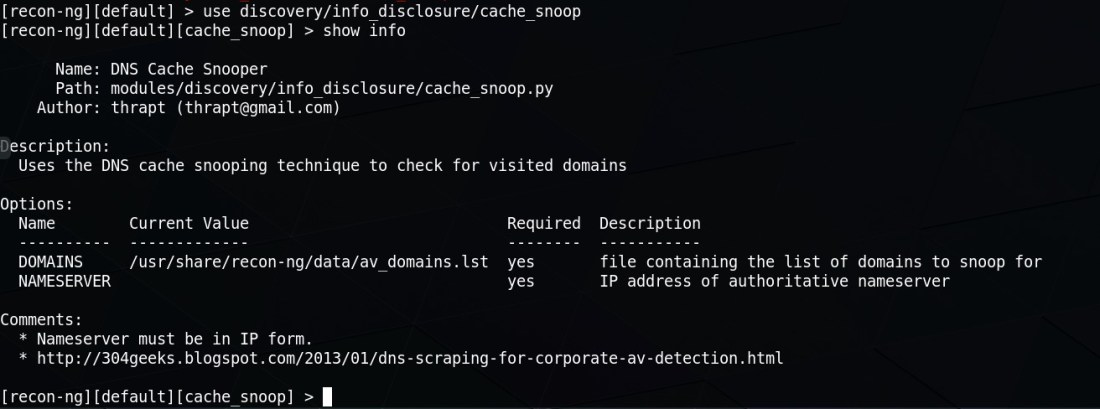 [recon-ng][default] > use discovery/info_disclosure/cache_snoop
[recon-ng][default][cache_snoop] > show info
Name: DNS Cache Snooper
Path: modules/discovery/info_disclosure/cache_snoop.py
Author: thrapt (thrapt@gmail.com)
Description:
Uses the DNS cache snooping technique to check for visited domains
Options:
Name Current Value Required Description
---------- ------------- -------- -----------
DOMAINS /usr/share/recon-ng/data/av_domains.lst yes file containing the list of domains to snoop for
NAMESERVER yes IP address of authoritative nameserver
Comments:
* Nameserver must be in IP form.
* http://304geeks.blogspot.com/2013/01/dns-scraping-for-corporate-av-detection.html
[recon-ng][default][cache_snoop] >